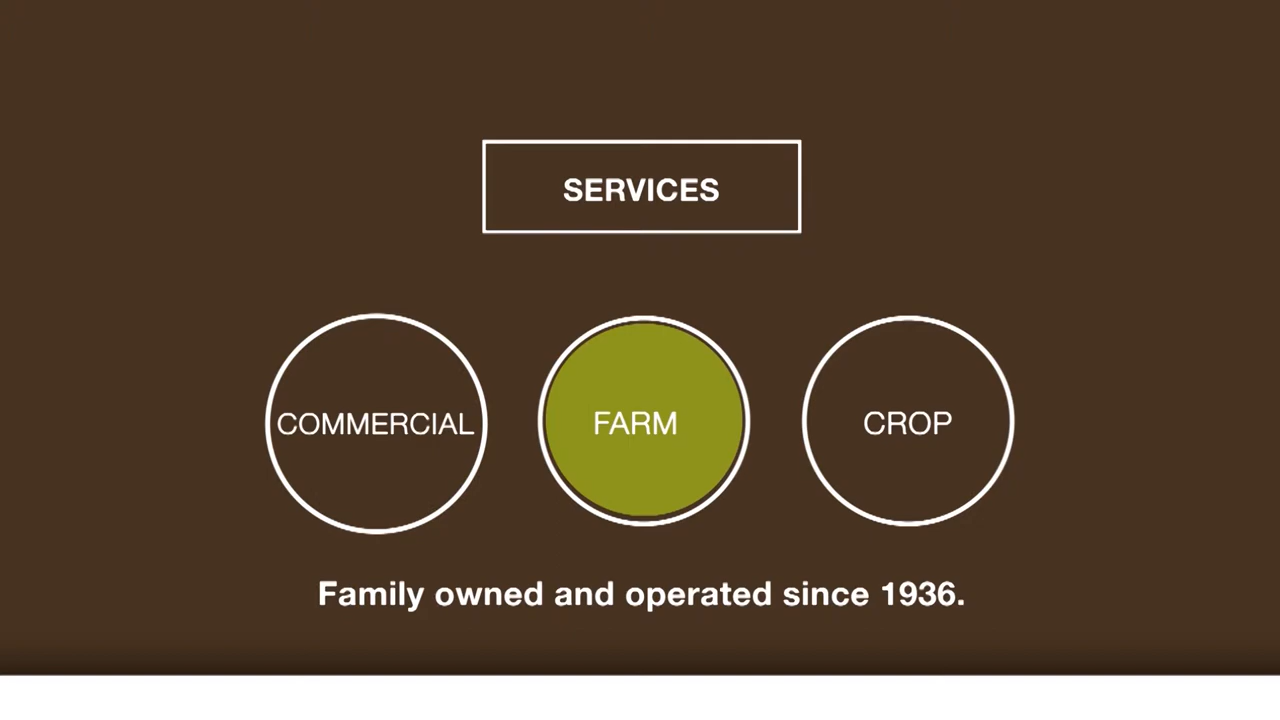 SERVICES
COMMERCIAL
FARM
CROP
Family owned and operated since 1936.